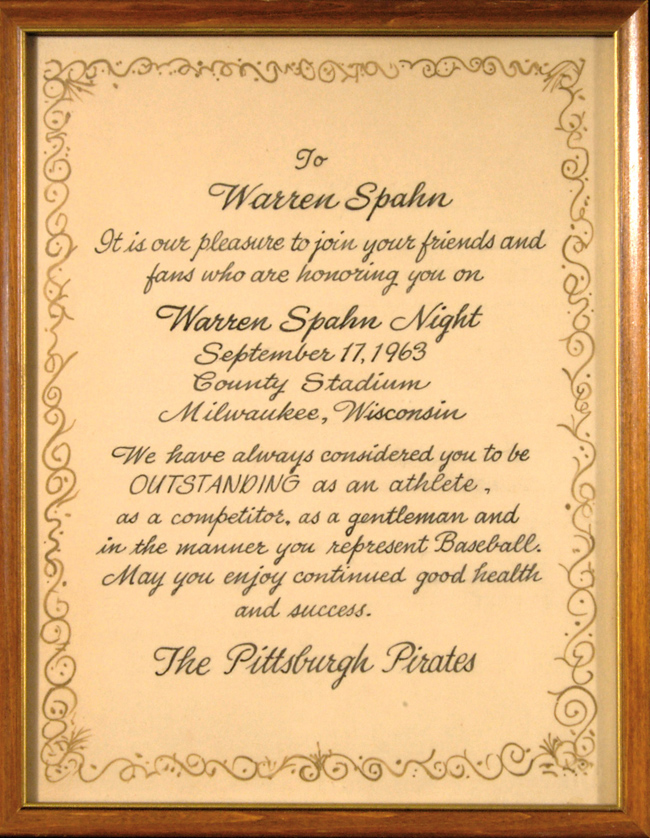 To
Warren Spahn
It is our pleasure to join your friends and
fans who are honoring you on
Warren Spahn Night
September 17, 1963
County Stadium
Milwaukee, Wisconsin
We have always considered you to be
OUTSTANDING as an athlete,
as a competitor, as a gentleman and
in the manner you represent Baseball.
May you enjoy continued good health
and success.
The Pittsburgh Pirates